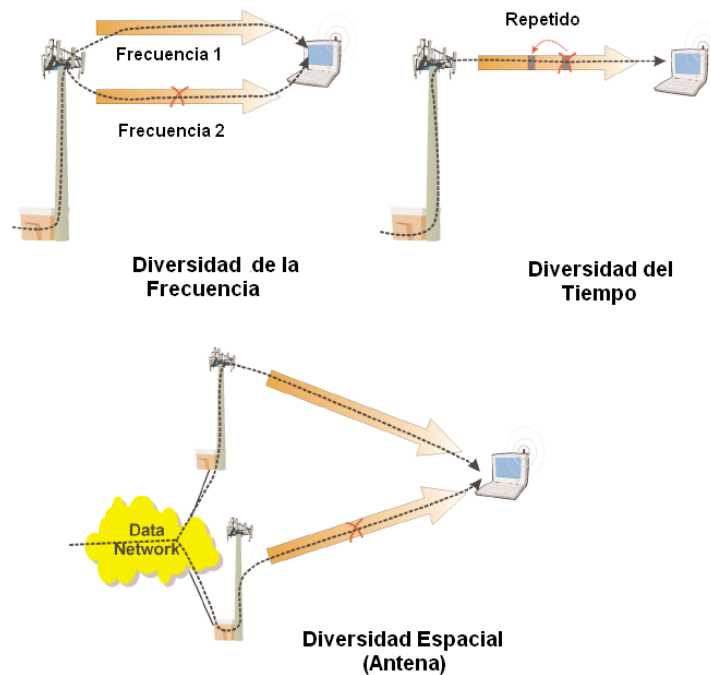 Frecuencia 1
Frecuencia 2
Diversidad de la
Frecuencia
Repetido
Diversidad del
Tiempo
Data
Network
Diversidad Espacial
(Antena)